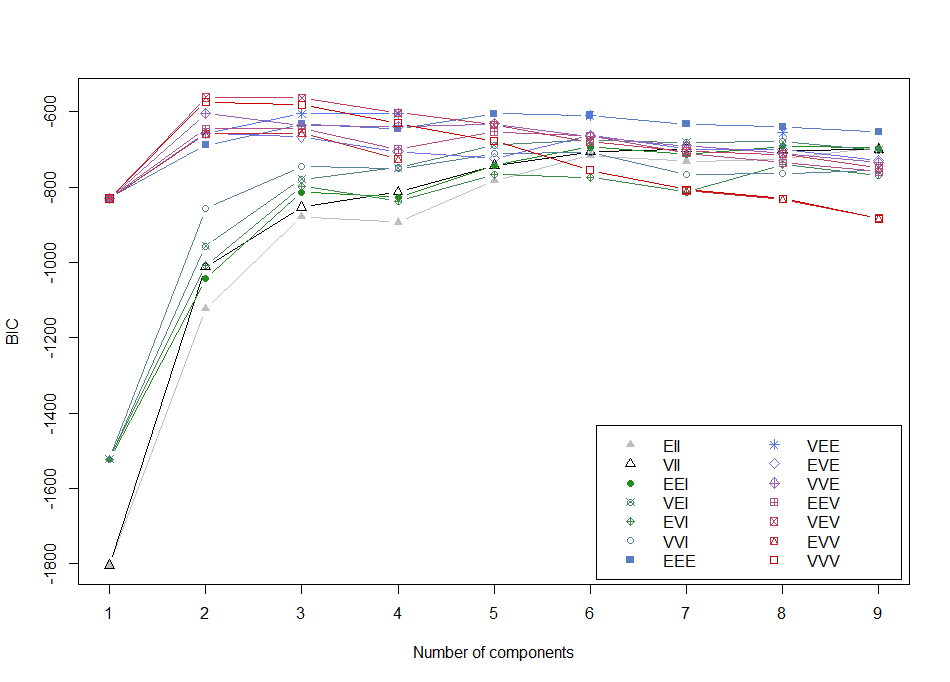 -600
-800
-1000
-1200
-1400
-1600
-1800
BIC
EII
VII
EEI
VEI
EVI
VVI
EEE
VEE
EVE
VVE
EEV
VEV
EVV
VVV
1 2 3 4 5 6 7 8 9
Number of components